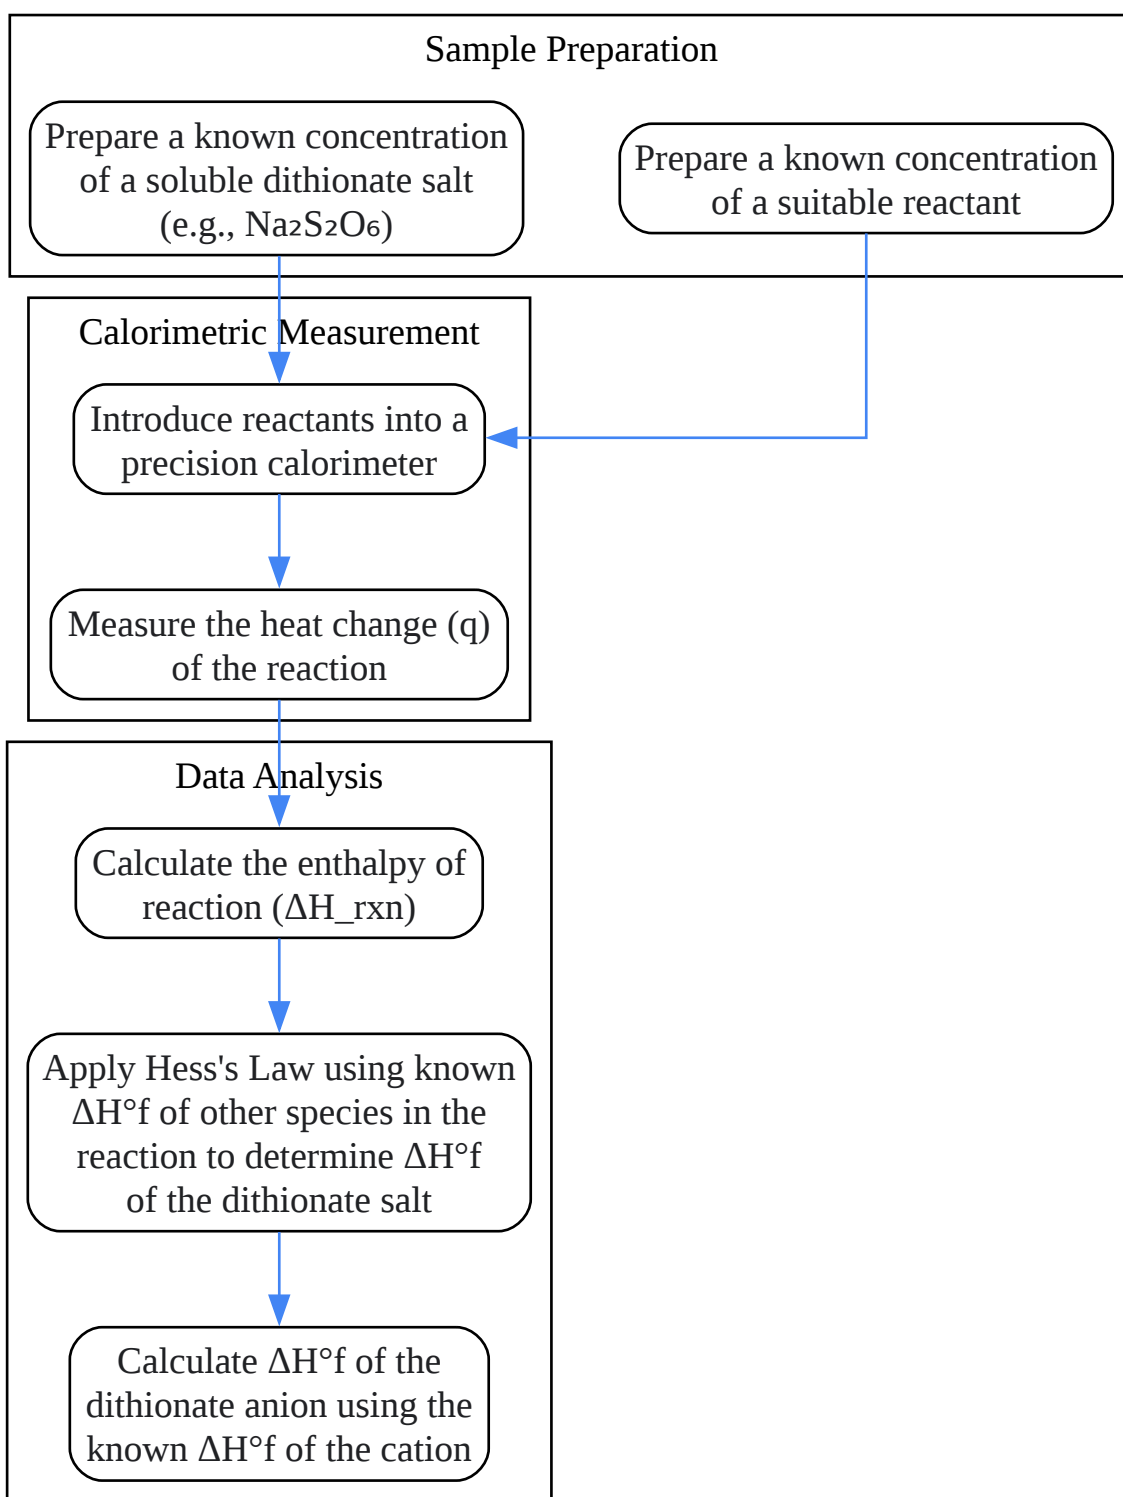 Sample Preparation
Prepare a known concentration
of a soluble dithionate salt
(e.g., Na₂S₂O₆)
Prepare a known concentration
of a suitable reactant
Calorimetric Measurement
Introduce reactants into a
precision calorimeter
Measure the heat change (q)
of the reaction
Data Analysis
Calculate the enthalpy of
reaction (ΔH_rxn)
Apply Hess's Law using known
ΔH°f of other species in the
reaction to determine ΔH°f
of the dithionate salt
Calculate ΔH°f of the
dithionate anion using the
known ΔH°f of the cation